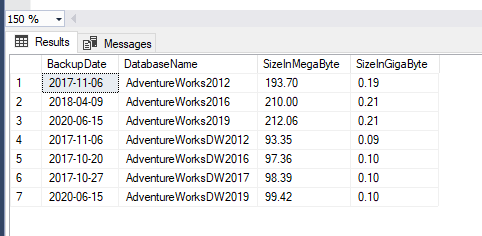 150 %
Results Messages
BackupDate DatabaseName SizeInMegaByte SizeInGigaByte
1 2017-11-06 AdventureWorks2012 193.70 0.19
2 2018-04-09 AdventureWorks2016 210.00 0.21
3 2020-06-15 AdventureWorks2019 212.06 0.21
4 2017-11-06 AdventureWorksDW2012 93.35 0.09
5 2017-10-20 AdventureWorksDW2016 97.36 0.10
6 2017-10-27 AdventureWorksDW2017 98.39 0.10
7 2020-06-15 AdventureWorksDW2019 99.42 0.10